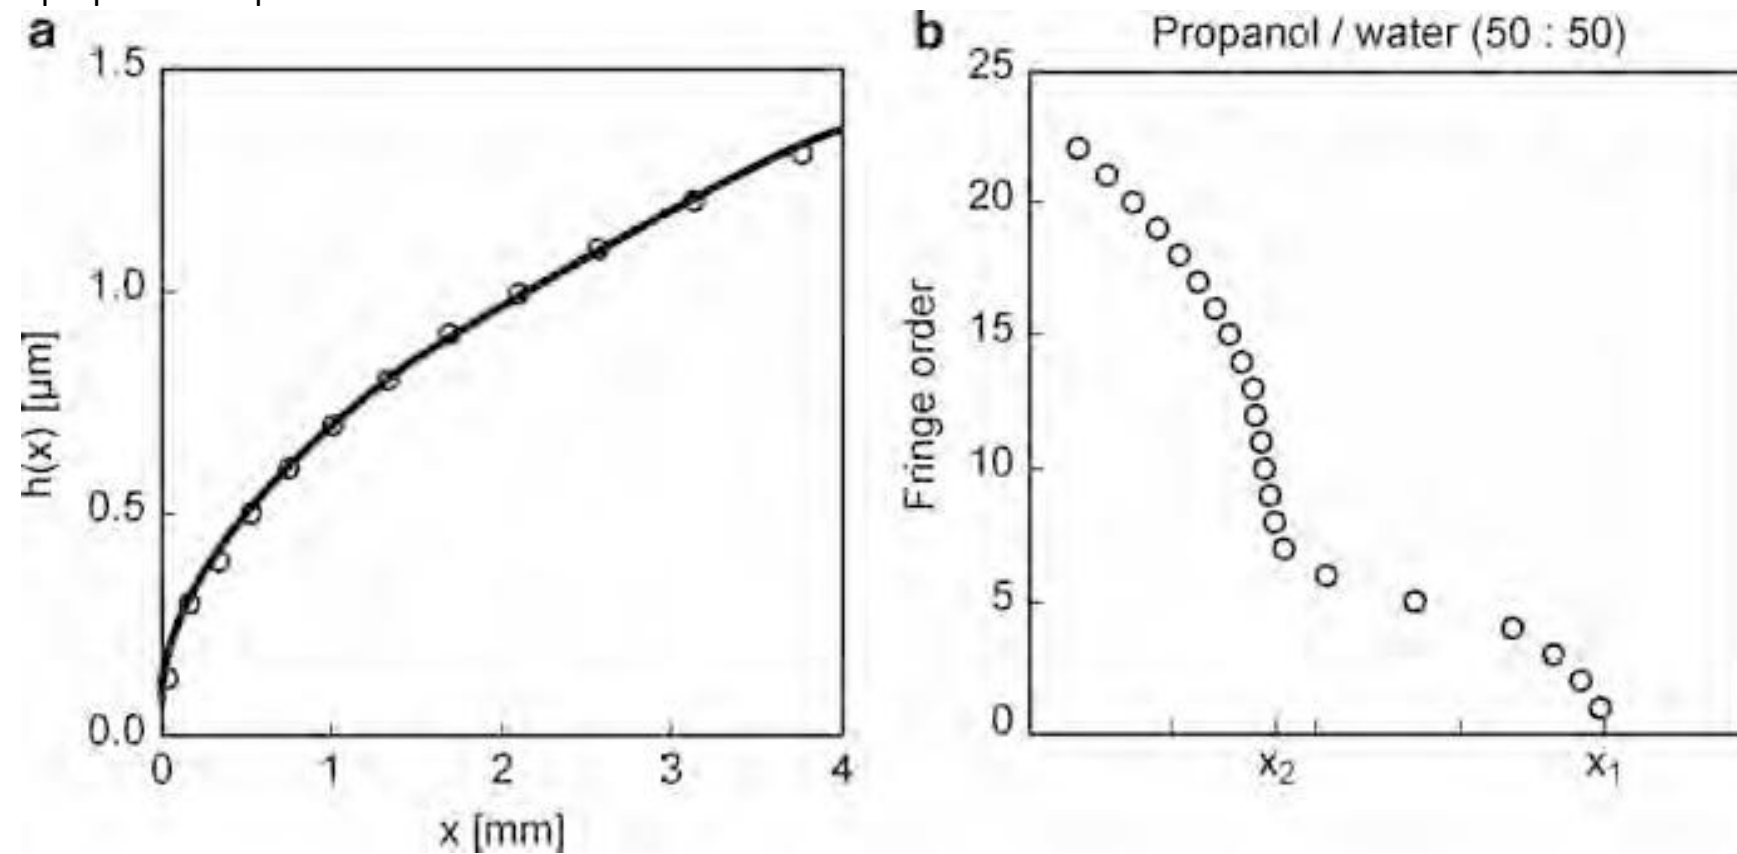 a
1.5
1.0
0.5
0.0
h(x) [μm]
0 1 2 3 4
x [mm]
b
Propanol / water (50 : 50)
25
20
15
10
5
0
Fringe order
x₂ x₁